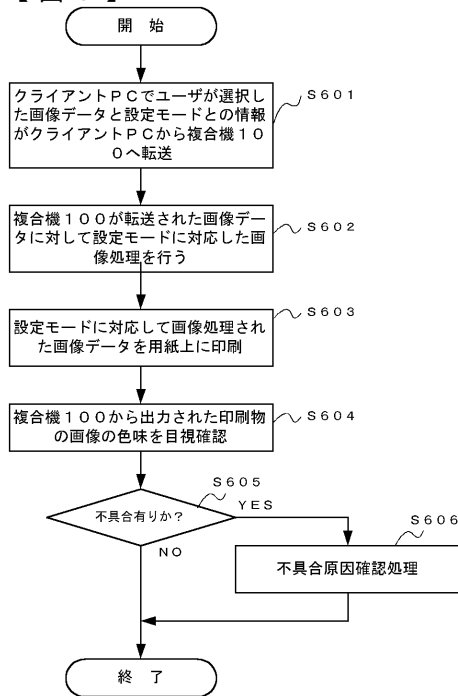 開　始
クライアントＰＣでユーザが選択し
た画像データと設定モードとの情報
がクライアントＰＣから複合機１０
０へ転送
Ｓ６０１
複合機１００が転送された画像デー
タに対して設定モードに対応した画
像処理を行う
Ｓ６０２
設定モードに対応して画像処理され
た画像データを用紙上に印刷
Ｓ６０３
複合機１００から出力された印刷物
の画像の色味を目視確認
Ｓ６０４
Ｓ６０５
不具合有りか？
ＹＥＳ
ＮＯ
Ｓ６０６
不具合原因確認処理
終　了